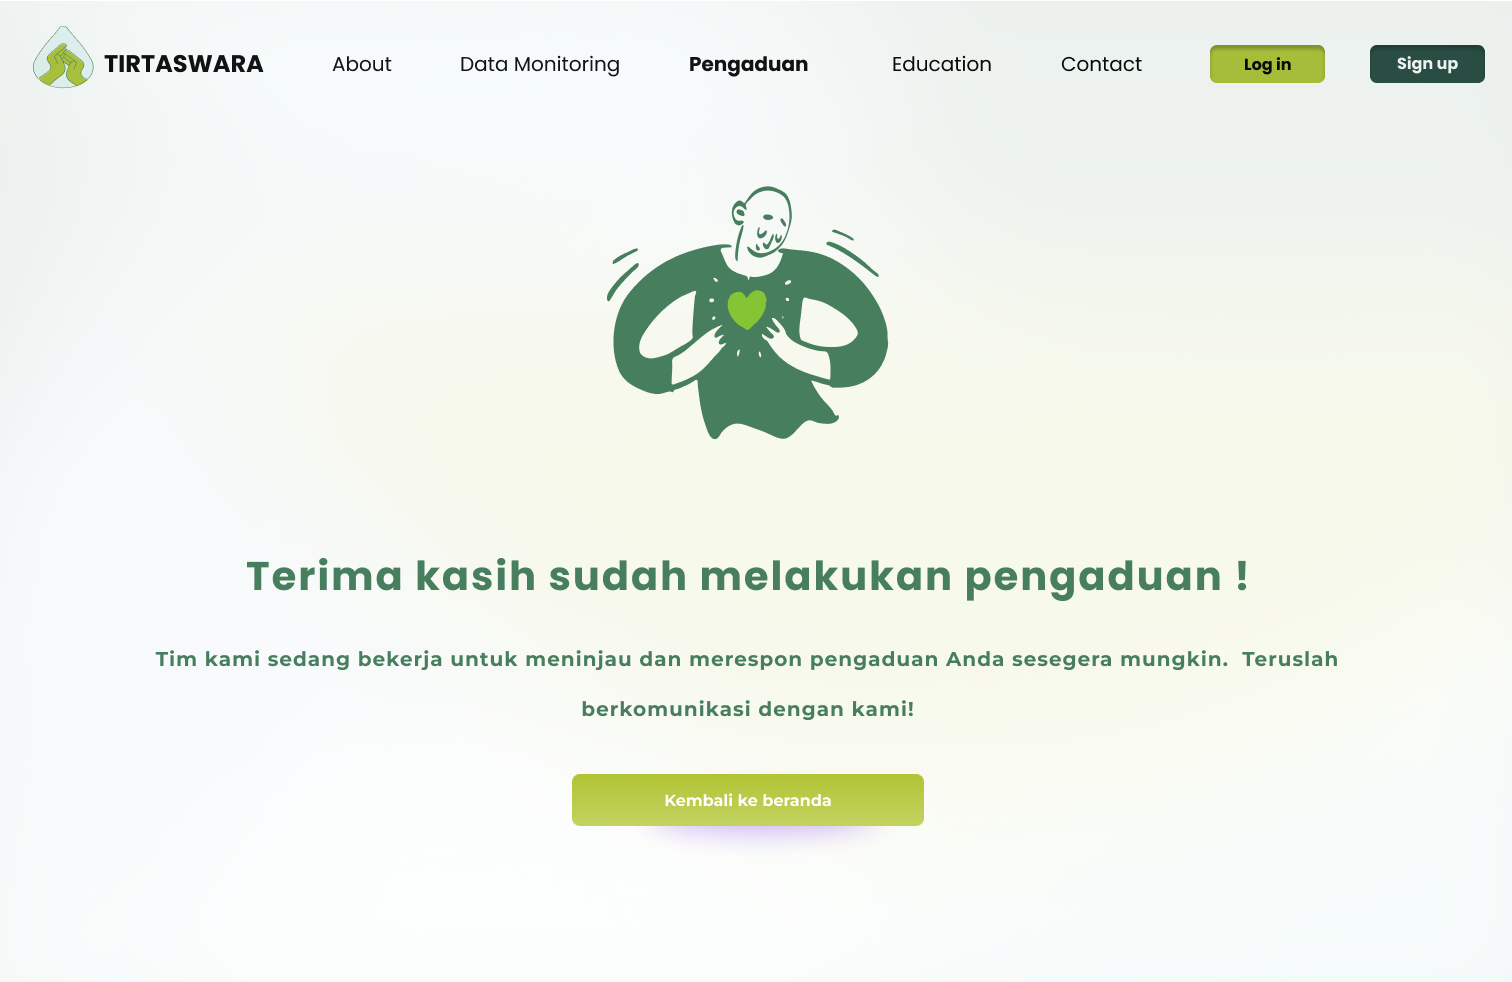 TIRTASWARA
About
Data Monitoring
Pengaduan
Education
Contact
Log in
Sign up
Terima kasih sudah melakukan pengaduan !
Tim kami sedang bekerja untuk meninjau dan merespon pengaduan Anda sesegera mungkin.  Teruslah
berkomunikasi dengan kami!
Kembali ke beranda